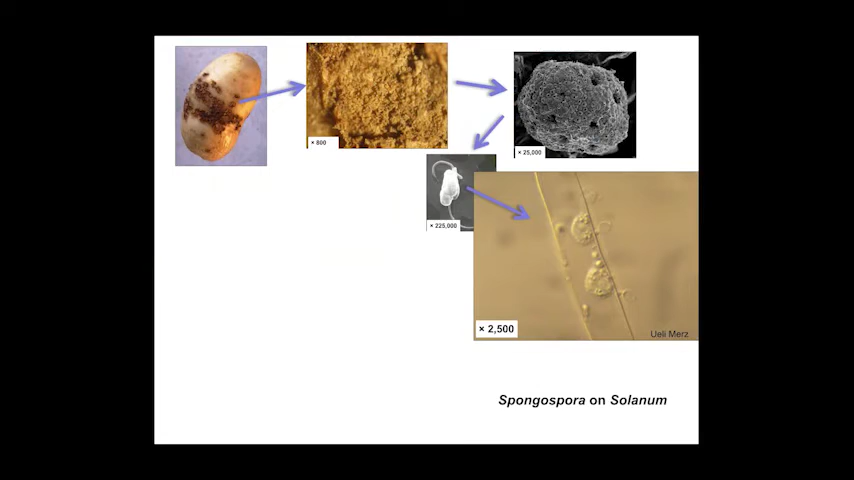 × 800
× 25,000
× 225,000
× 2,500
Ueli Merz
Spongospora on Solanum